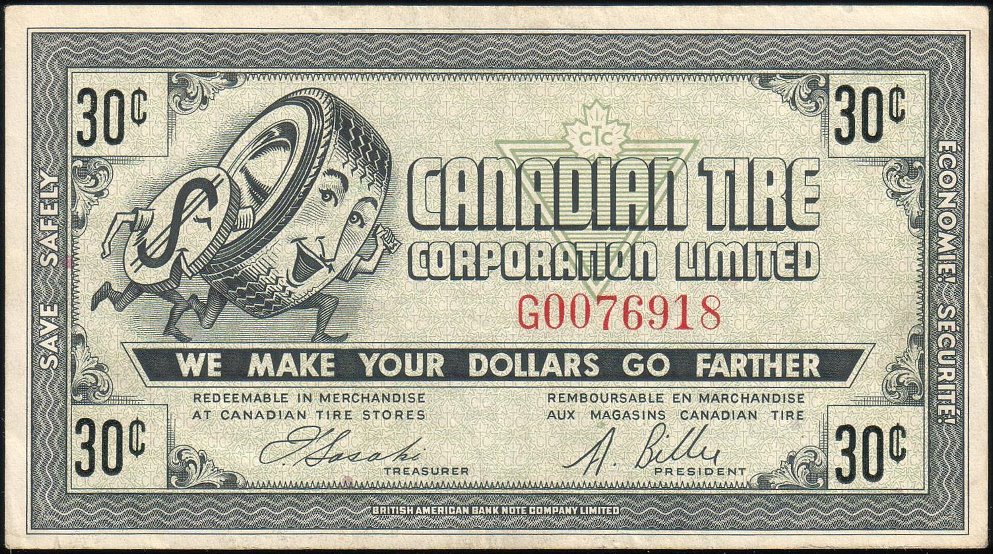 30¢
30¢
CTC
CANADIAN TIRE
CORPORATION LIMITED
G0076918
SAVE SAFELY
ÉCONOMIE! SÉCURITÉ!
$
WE MAKE YOUR DOLLARS GO FARTHER
REDEEMABLE IN MERCHANDISE
AT CANADIAN TIRE STORES
REMBOURSABLE EN MARCHANDISE
AUX MAGASINS CANADIAN TIRE
30¢
30¢
TREASURER
A. Billes
PRESIDENT
BRITISH AMERICAN BANK NOTE COMPANY LIMITED